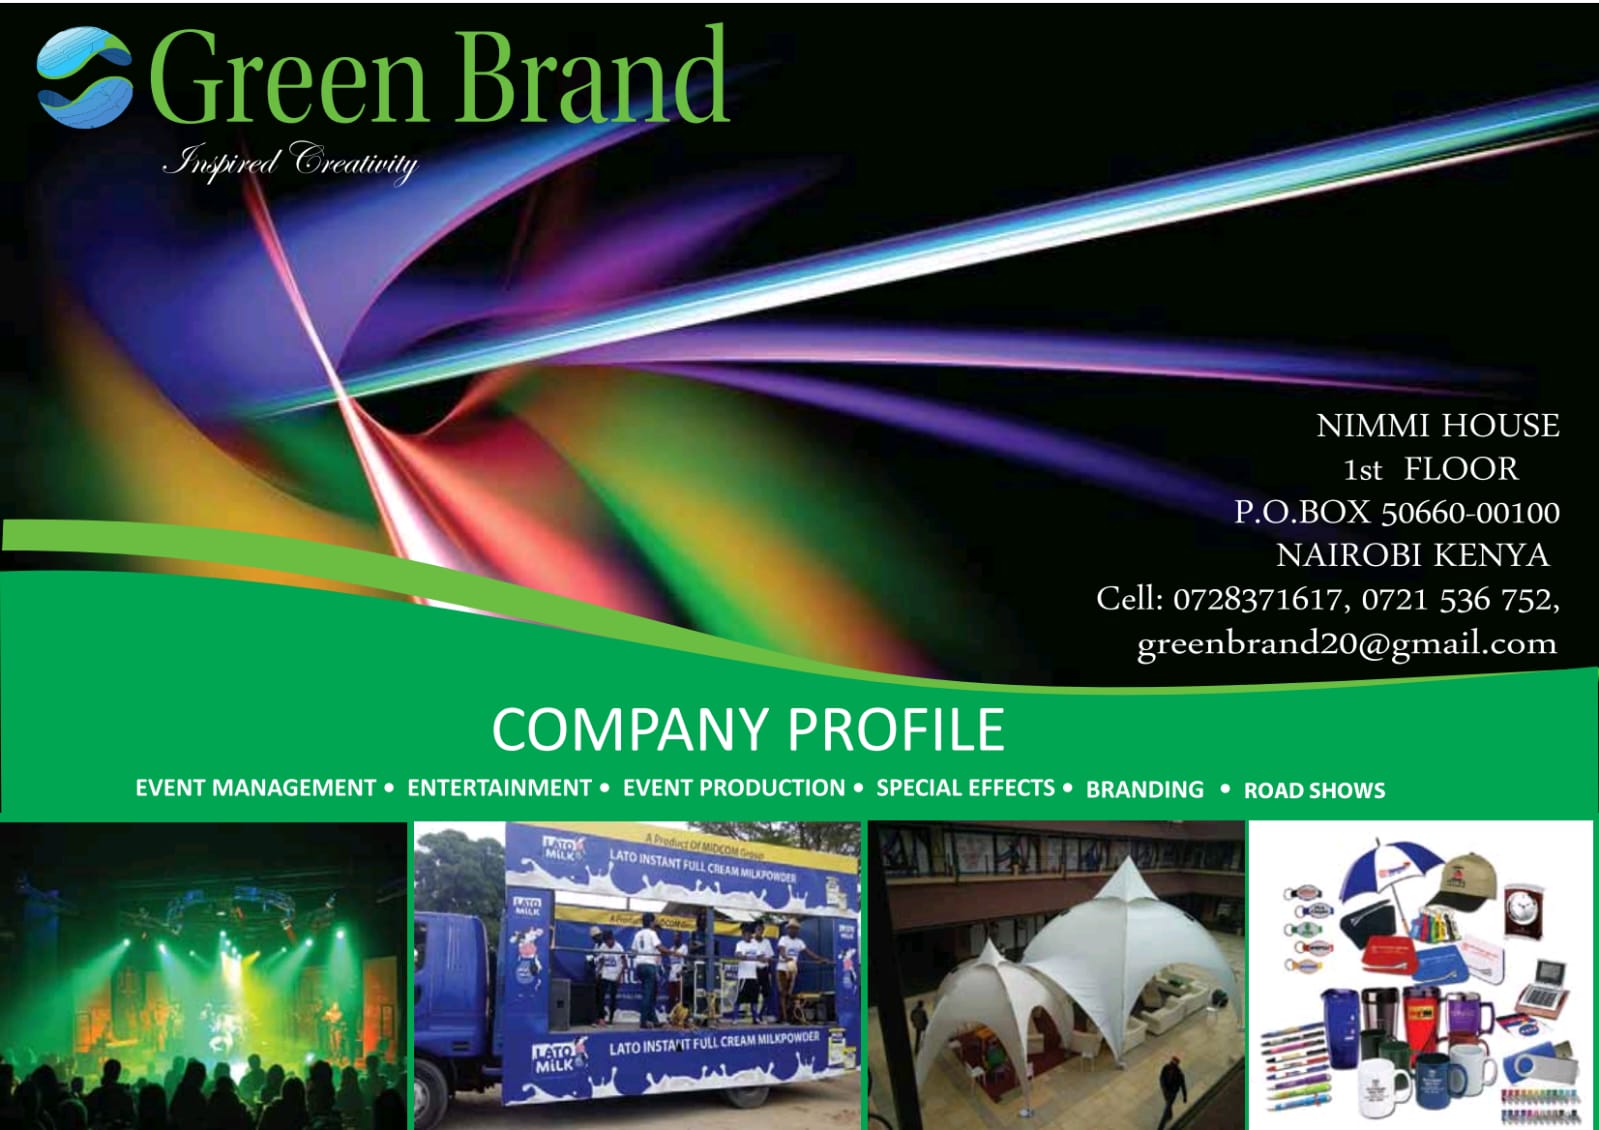 Green Brand
Inspired Creativity
NIMMI HOUSE
1st FLOOR
P.O.BOX 50660-00100
NAIROBI KENYA
Cell: 0728371617, 0721 536 752,
greenbrand20@gmail.com
COMPANY PROFILE
EVENT MANAGEMENT • ENTERTAINMENT • EVENT PRODUCTION • SPECIAL EFFECTS • BRANDING • ROAD SHOWS
A Product Of MIDCOM Group
LATO MiLK
LATO INSTANT FULL CREAM MILKPOWDER
LATO MiLK
LATO MiLK
LATO INSTANT FULL CREAM MILKPOWDER